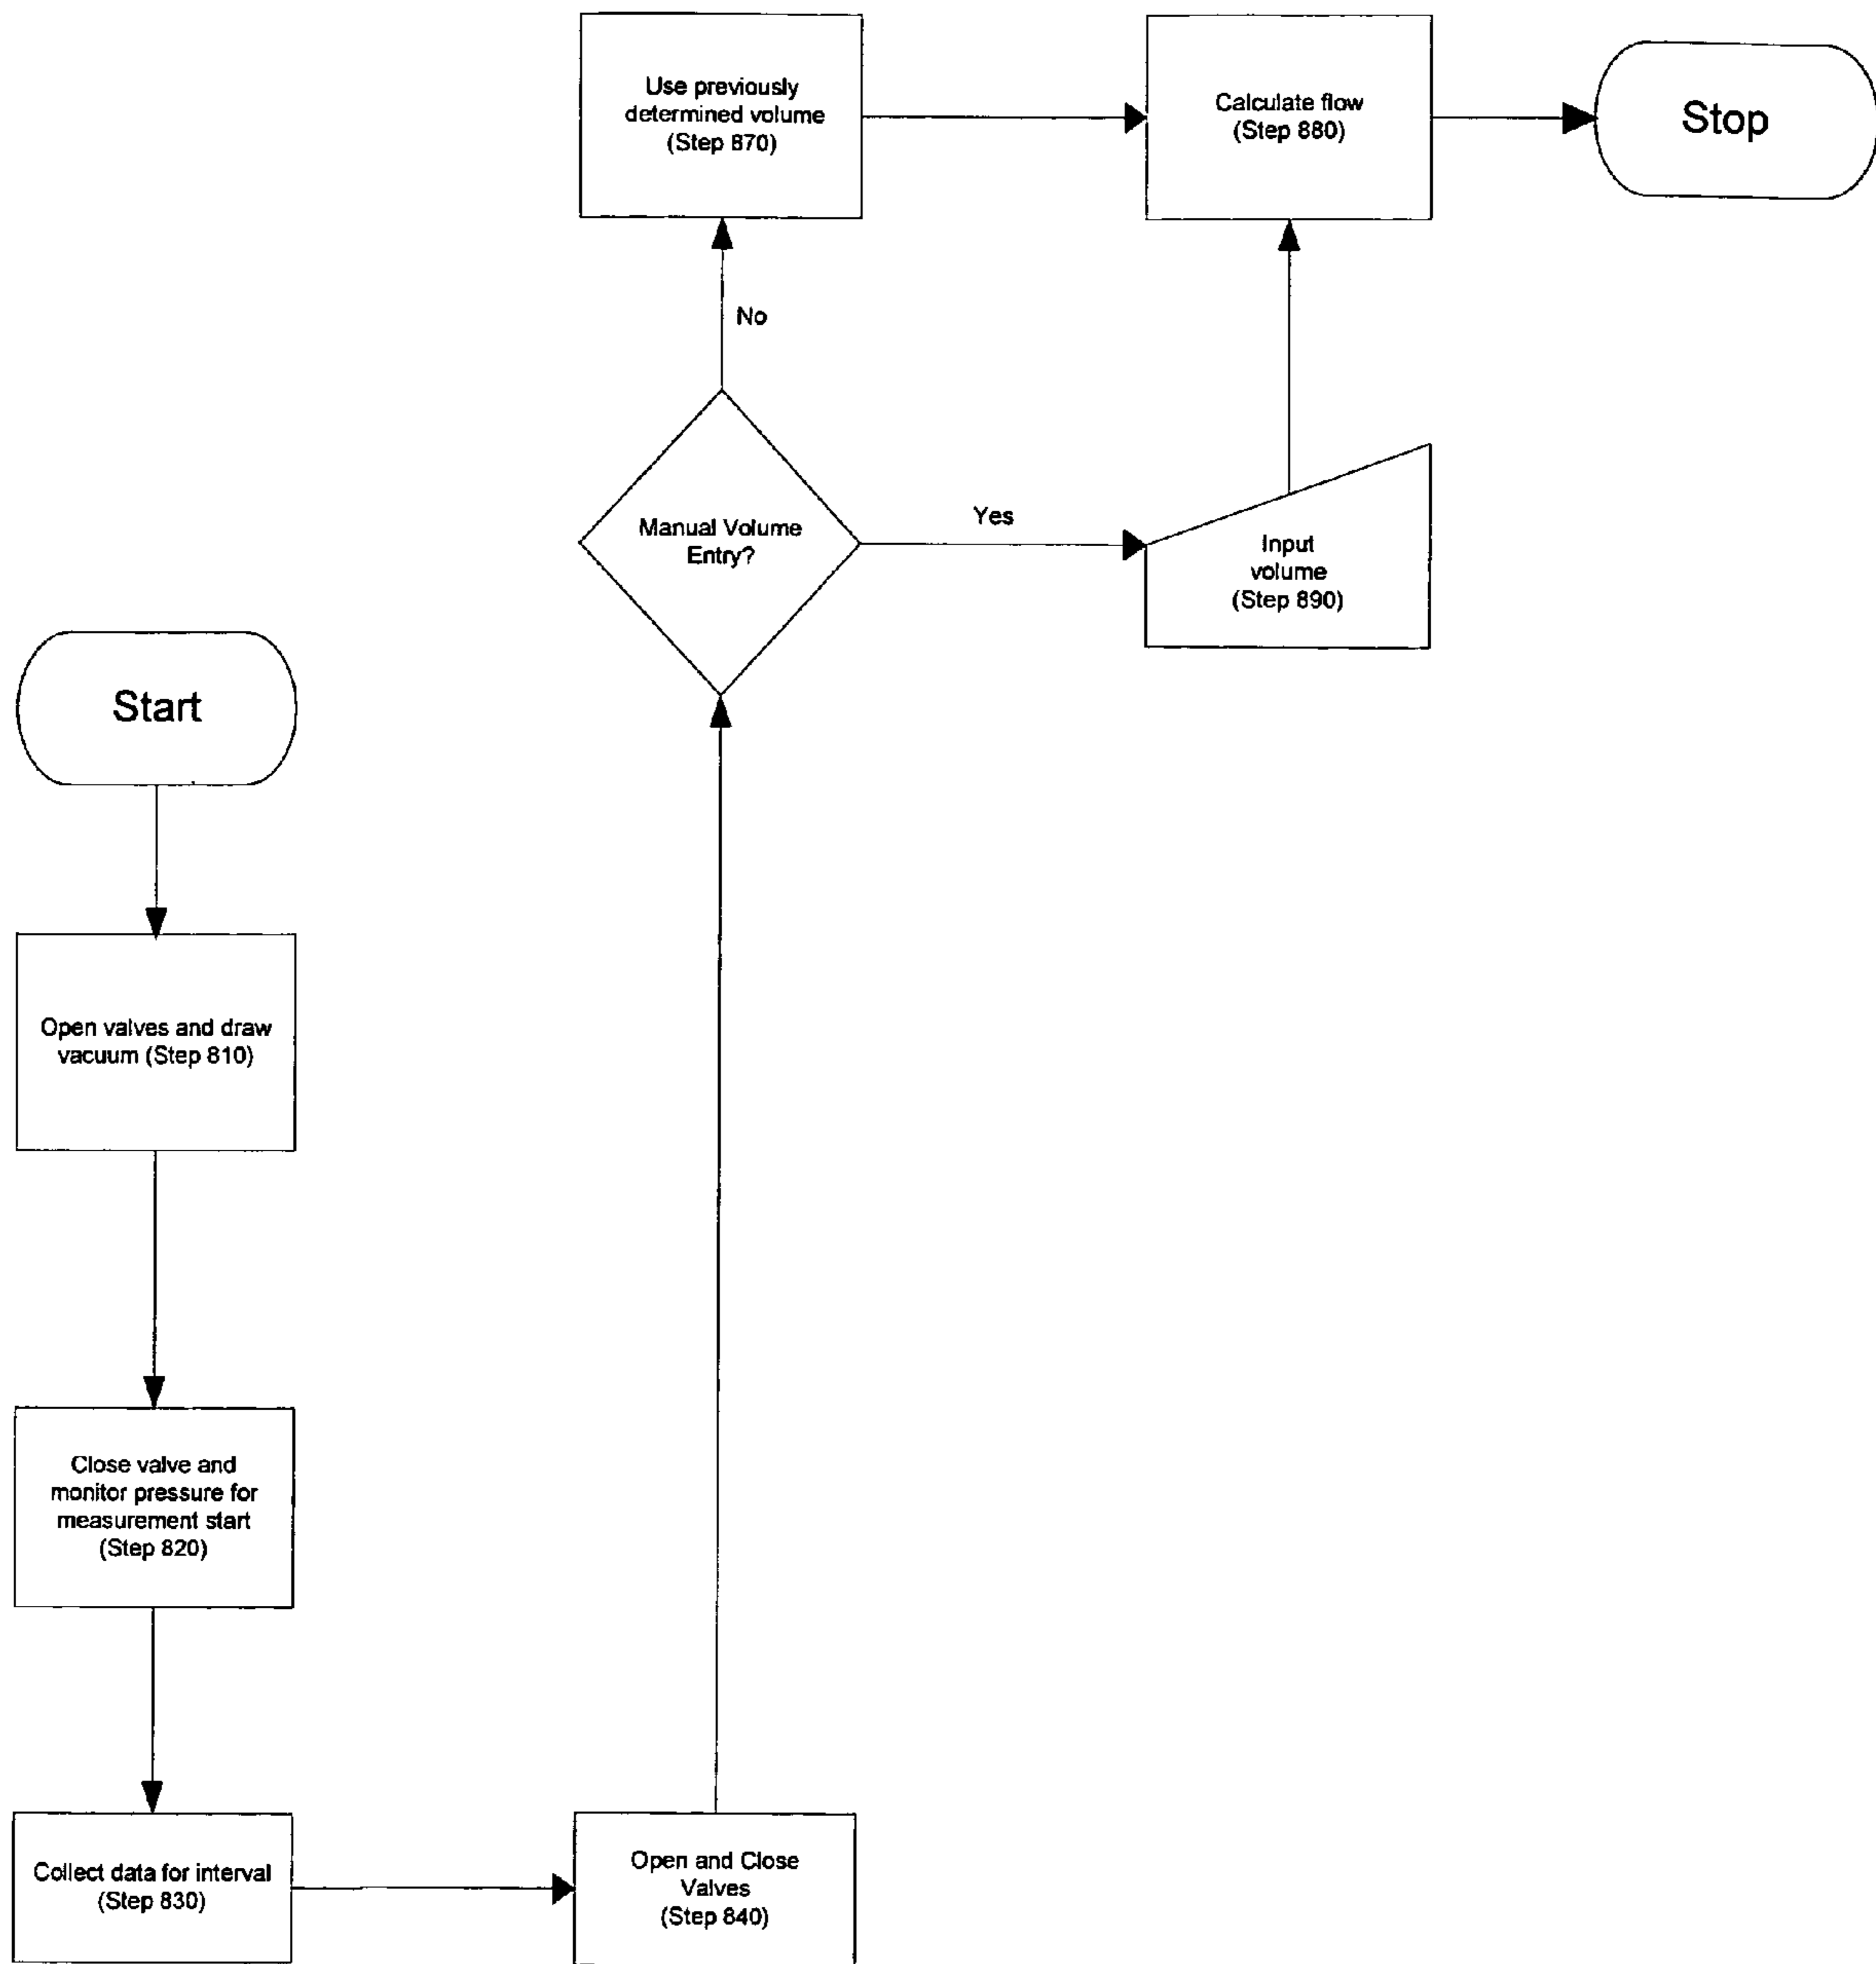 Start
Open valves and draw
vacuum (Step 810)
Close valve and
monitor pressure for
measurement start
(Step 820)
Collect data for interval
(Step 830)
Open and Close
Valves
(Step 840)
Manual Volume
Entry?
No
Use previously
determined volume
(Step 870)
Yes
Input
volume
(Step 890)
Calculate flow
(Step 880)
Stop